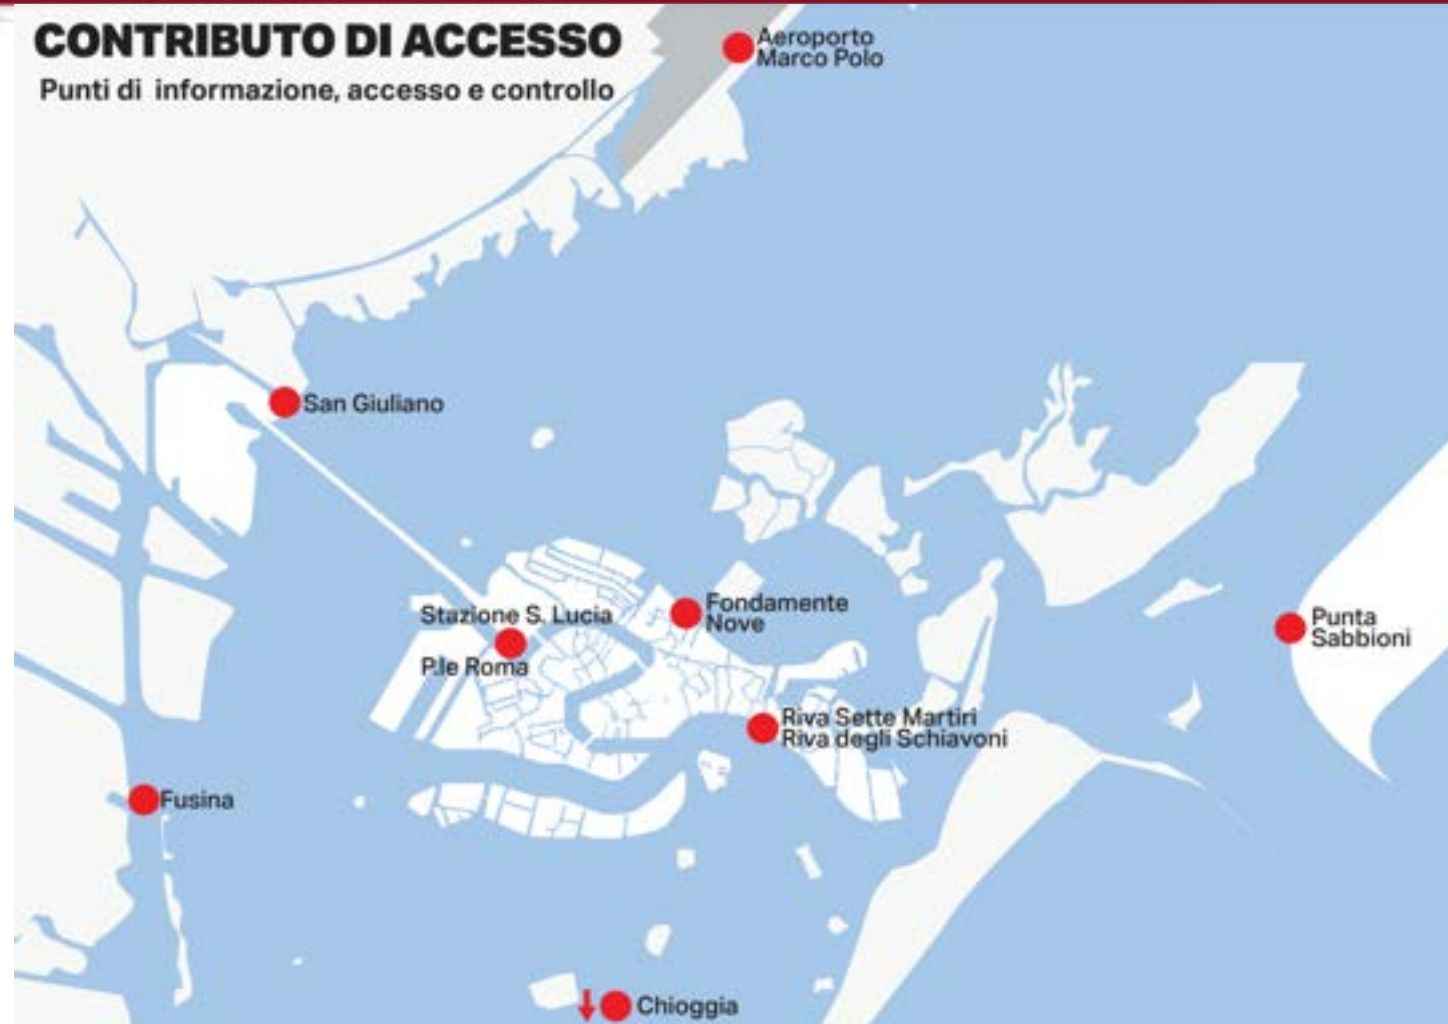 CONTRIBUTO DI ACCESSO
Punti di informazione, accesso e controllo
Aeroporto
Marco Polo
San Giuliano
Stazione S. Lucia
P.le Roma
Fondamente
Nove
Punta
Sabbioni
Riva Sette Martiri
Riva degli Schiavoni
Fusina
Chioggia